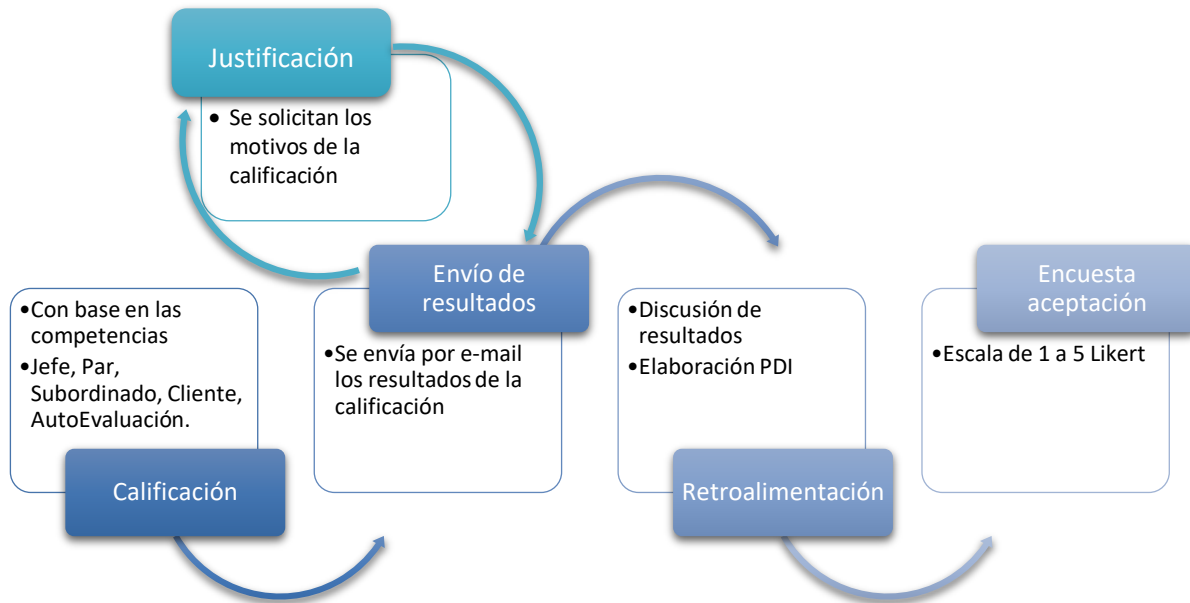 Justificación
• Se solicitan los
motivos de la
calificación
•Con base en las
competencias
•Jefe, Par,
Subordinado, Cliente,
AutoEvaluación.
Calificación
Envío de
resultados
•Se envía por e-mail
los resultados de la
calificación
•Discusión de
resultados
•Elaboración PDI
Retroalimentación
Encuesta
aceptación
•Escala de 1 a 5 Likert